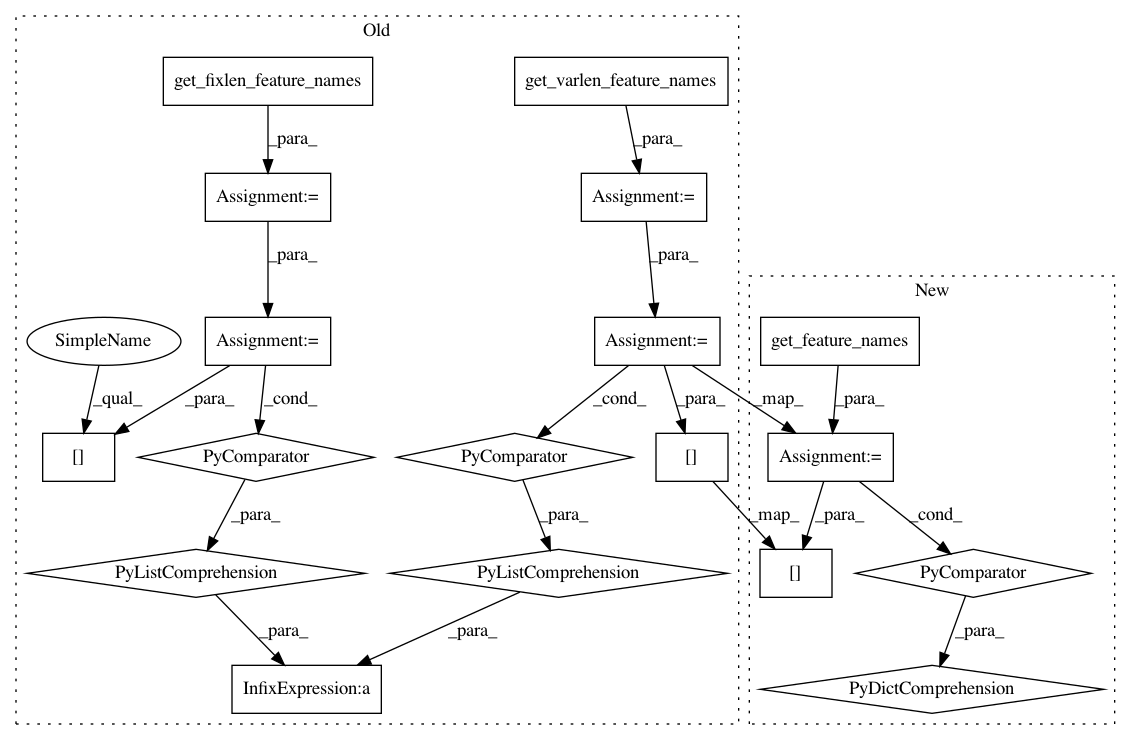 Old
get_fixlen_feature_names
get_varlen_feature_names
_para_
_para_
Assignment:=
Assignment:=
_para_
_para_
New
SimpleName
Assignment:=
Assignment:=
get_feature_names
_qual_
_para_
_cond_
_cond_
_para_
_map_
_para_
[]
PyComparator
PyComparator
[]
Assignment:=
_para_
_para_
_map_
_para_
_cond_
PyListComprehension
PyListComprehension
[]
PyComparator
_para_
_para_
_para_
InfixExpression:a
PyDictComprehension